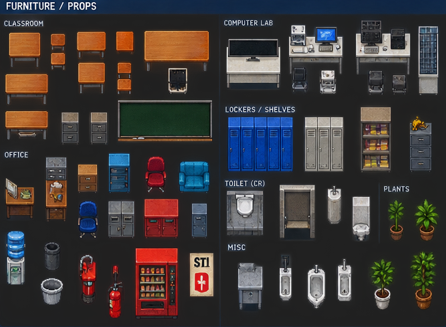 FURNITURE / PROPS
CLASSROOM
COMPUTER LAB
LOCKERS / SHELVES
OFFICE
TOILET (CR)
PLANTS
MISC
STI